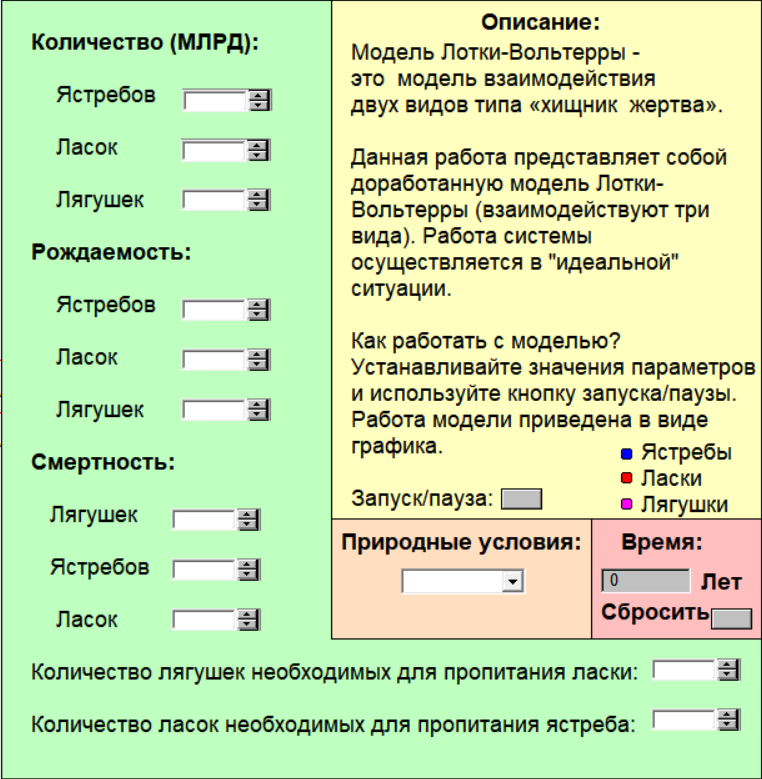 Количество (МЛРД):
Ястребов
Ласок
Лягушек
Рождаемость:
Ястребов
Ласок
Лягушек
Смертность:
Лягушек
Ястребов
Ласок
Описание:
Модель Лотки-Вольтерры -
это модель взаимодействия
двух видов типа «хищник жертва».
Данная работа представляет собой
доработанную модель Лотки-
Вольтерры (взаимодействуют три
вида). Работа системы
осуществляется в "идеальной"
ситуации.
Как работать с моделью?
Устанавливайте значения параметров
и используйте кнопку запуска/паузы.
Работа модели приведена в виде
графика.
Ястребы
Ласки
Лягушки
Запуск/пауза:
Природные условия:
Время:
0 Лет
Сбросить
Количество лягушек необходимых для пропитания ласки:
Количество ласок необходимых для пропитания ястреба: